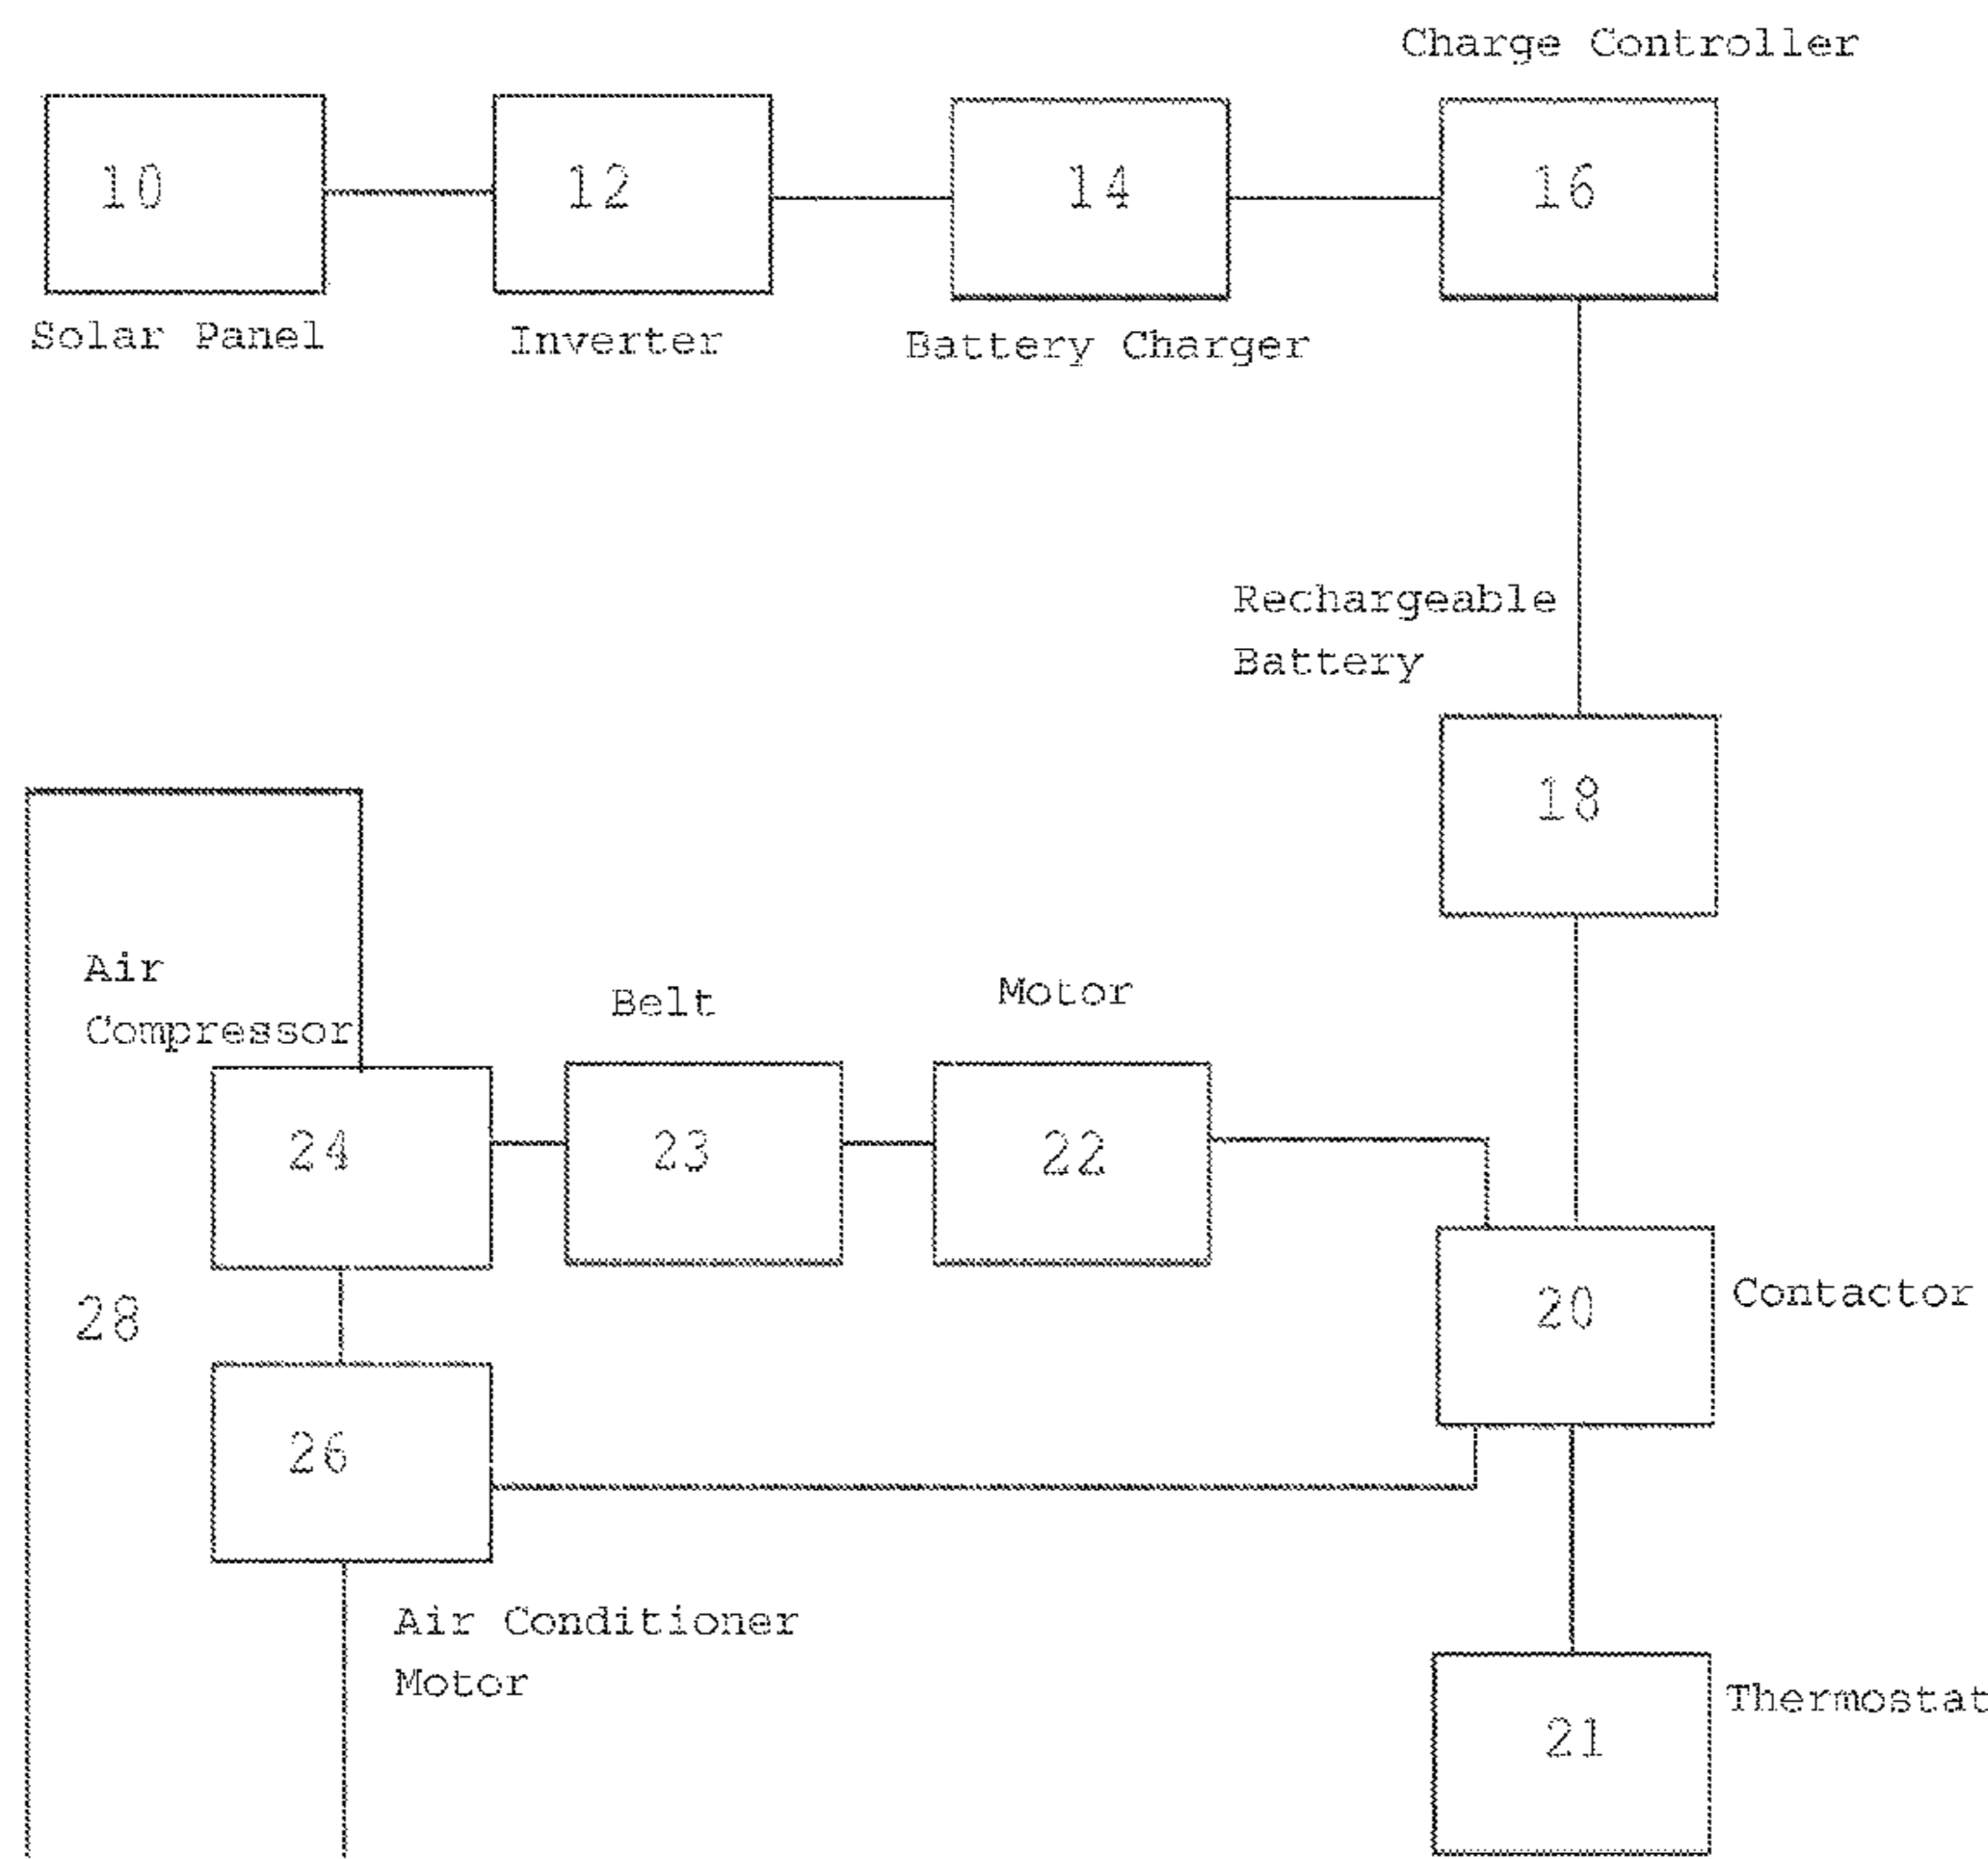 Charge Controller
10
12
14
16
Solar Panel
Inverter
Battery Charger
Rechargeable
Battery
18
Air
Compressor
Belt
Motor
24
23
22
28
20
Contactor
26
Air Conditioner
Motor
Thermostat
21